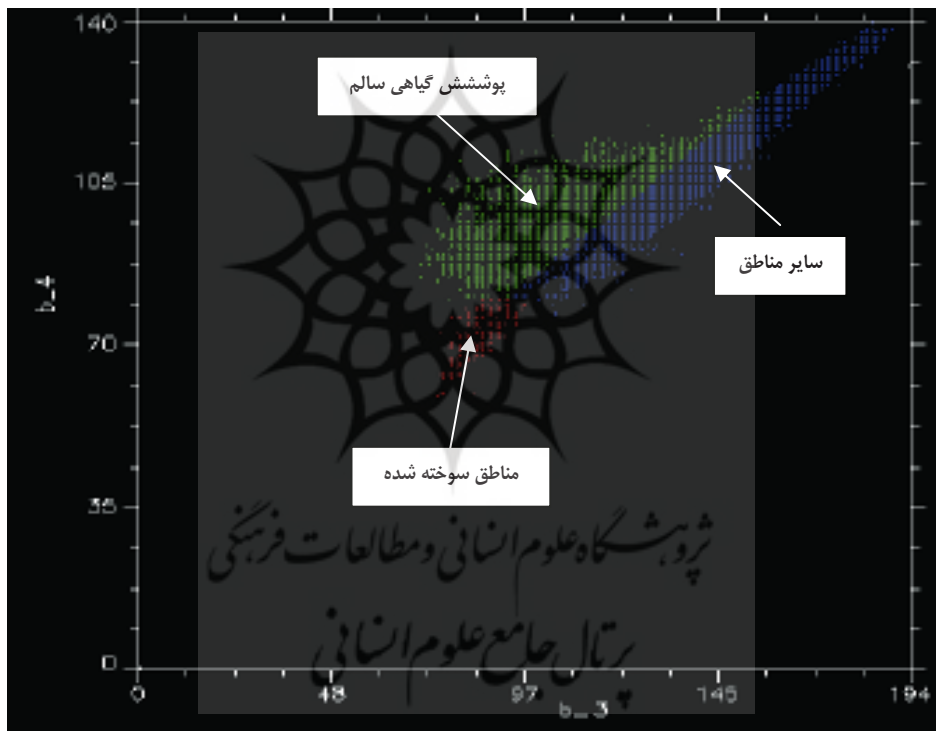 140
پوششش گیاهی سالم
105
سایر مناطق
b_4
70
مناطق سوخته شده
35
پژوهشگاه علوم انسانی و مطالعات فرهنگی
پرتال جامع علوم انسانی
0
0 48 97 145 194
b_3